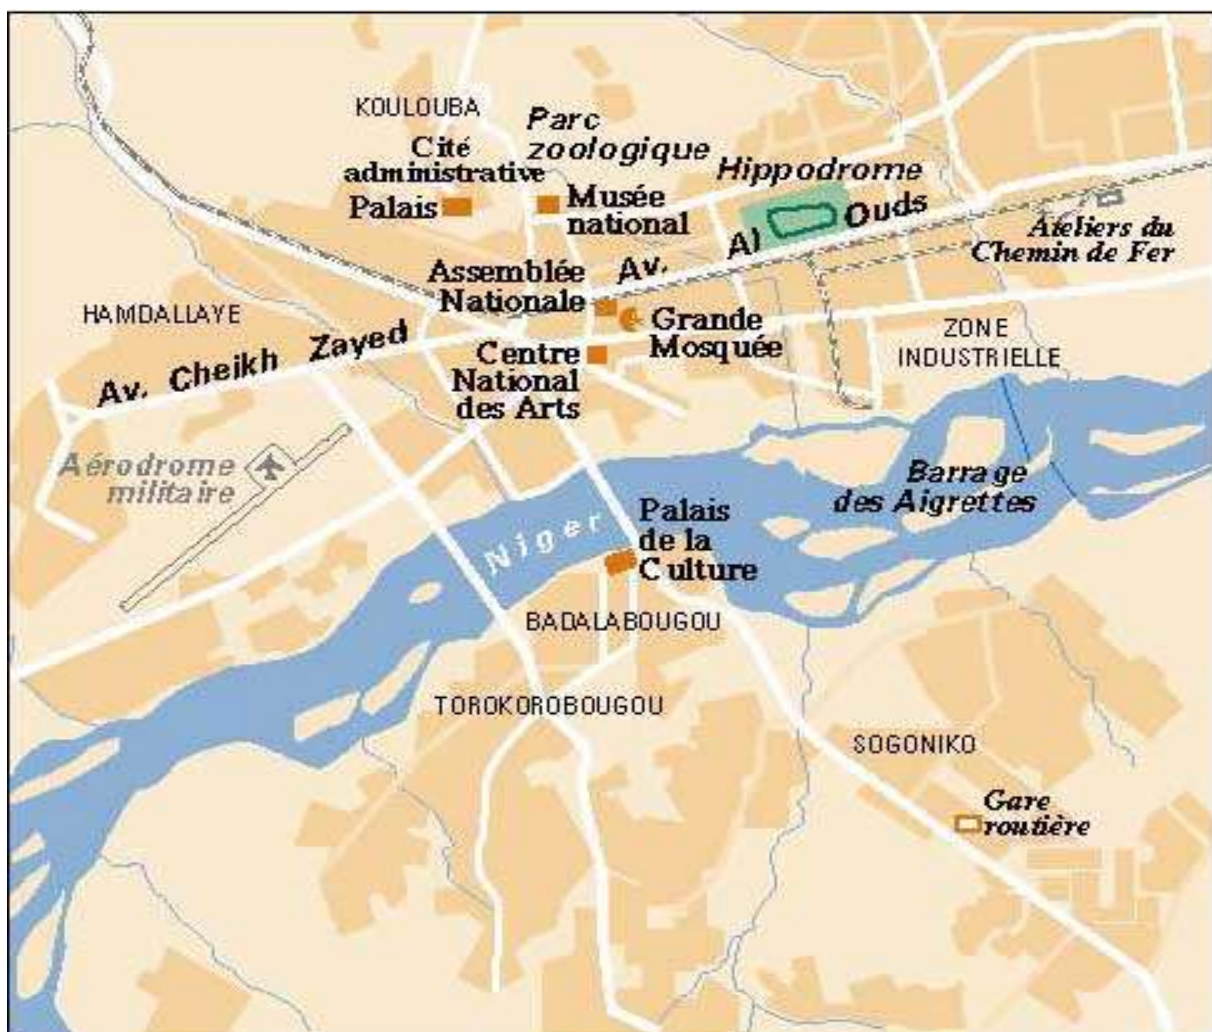 KOULOUBA
Parc
zoologique
Cité
administrative
Palais
Musée
national
Hippodrome
Av. Al Ouds
Ateliers du
Chemin de Fer
Assemblée
Nationale
Grande
Mosquée
HAMDALLAYE
Av. Cheikh Zayed
Centre
National
des Arts
ZONE
INDUSTRIELLE
Aérodrome
militaire
Barrage
des Aigrettes
Niger
Palais
de la
Culture
BADALABOUGOU
TOROKOROBOUGOU
SOGONIKO
Gare
routière